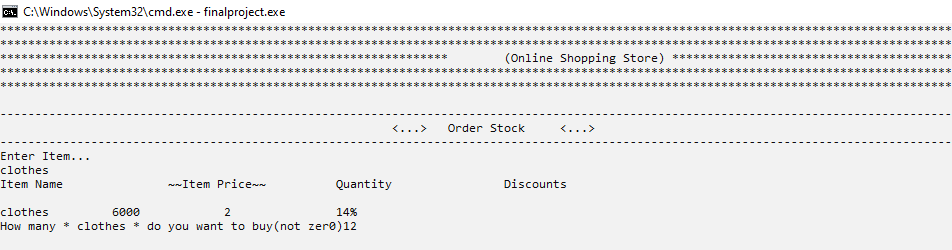 C:\Windows\System32\cmd.exe - finalproject.exe
****************************************************************************************************************************************
****************************************************************************************************************************************
****************************************************************        (Online Shopping Store) ****************************************
****************************************************************************************************************************************
****************************************************************************************************************************************
----------------------------------------------------------------------------------------------------------------------------------------
<...>   Order Stock     <...>
----------------------------------------------------------------------------------------------------------------------------------------
Enter Item...
clothes
Item Name               ~~Item Price~~          Quantity                Discounts
clothes         6000            2               14%
How many * clothes * do you want to buy(not zer0)12